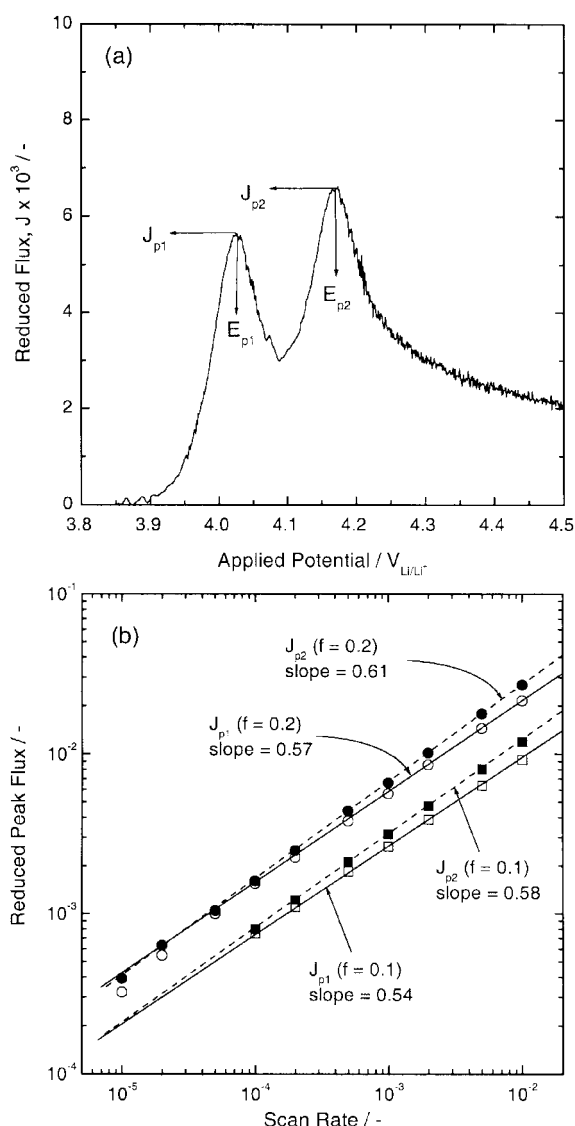 (a)
10
8
6
4
2
0
Reduced Flux, J x 10³ / -
J_p1
J_p2
E_p1
E_p2
3.8 3.9 4.0 4.1 4.2 4.3 4.4 4.5
Applied Potential / V_Li/Li⁺
(b)
10⁻¹
10⁻²
10⁻³
10⁻⁴
Reduced Peak Flux / -
J_p2 (f = 0.2)
slope = 0.61
J_p1 (f = 0.2)
slope = 0.57
J_p2 (f = 0.1)
slope = 0.58
J_p1 (f = 0.1)
slope = 0.54
10⁻⁵ 10⁻⁴ 10⁻³ 10⁻²
Scan Rate / -